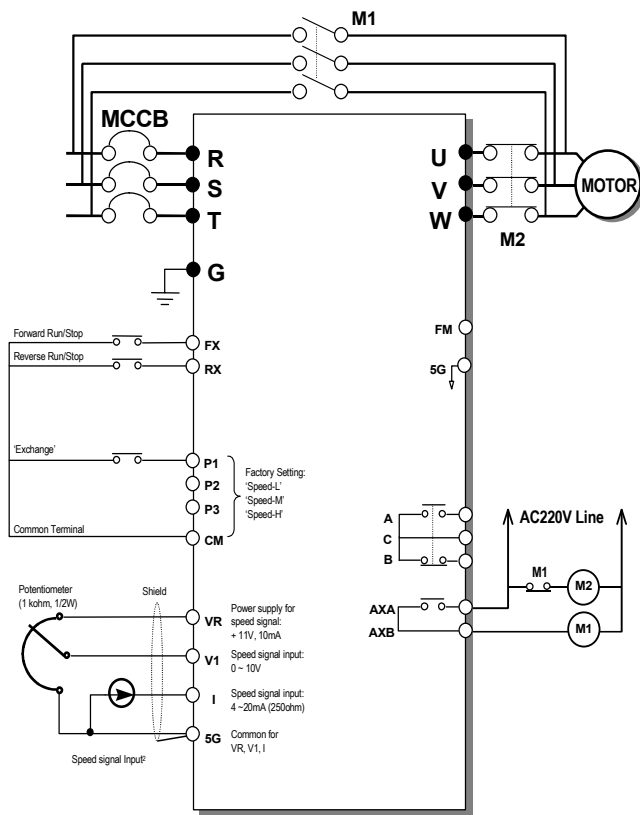 M1
MCCB
R
U
S
V
MOTOR
T
W
M2
G
FM
Forward Run/Stop
FX
Reverse Run/Stop
RX
5G
'Exchange'
P1
Factory Setting:
P2
'Speed-L'
'Speed-M'
P3
'Speed-H'
Common Terminal
CM
A
C
B
AC220V Line
M1
M2
AXA
AXB
M1
Potentiometer
(1 kohm, 1/2W)
Shield
VR
Power supply for
speed signal:
+ 11V, 10mA
V1
Speed signal input:
0 ~ 10V
I
Speed signal input:
4 ~20mA (250ohm)
5G
Common for
VR, V1, I
Speed signal Input²